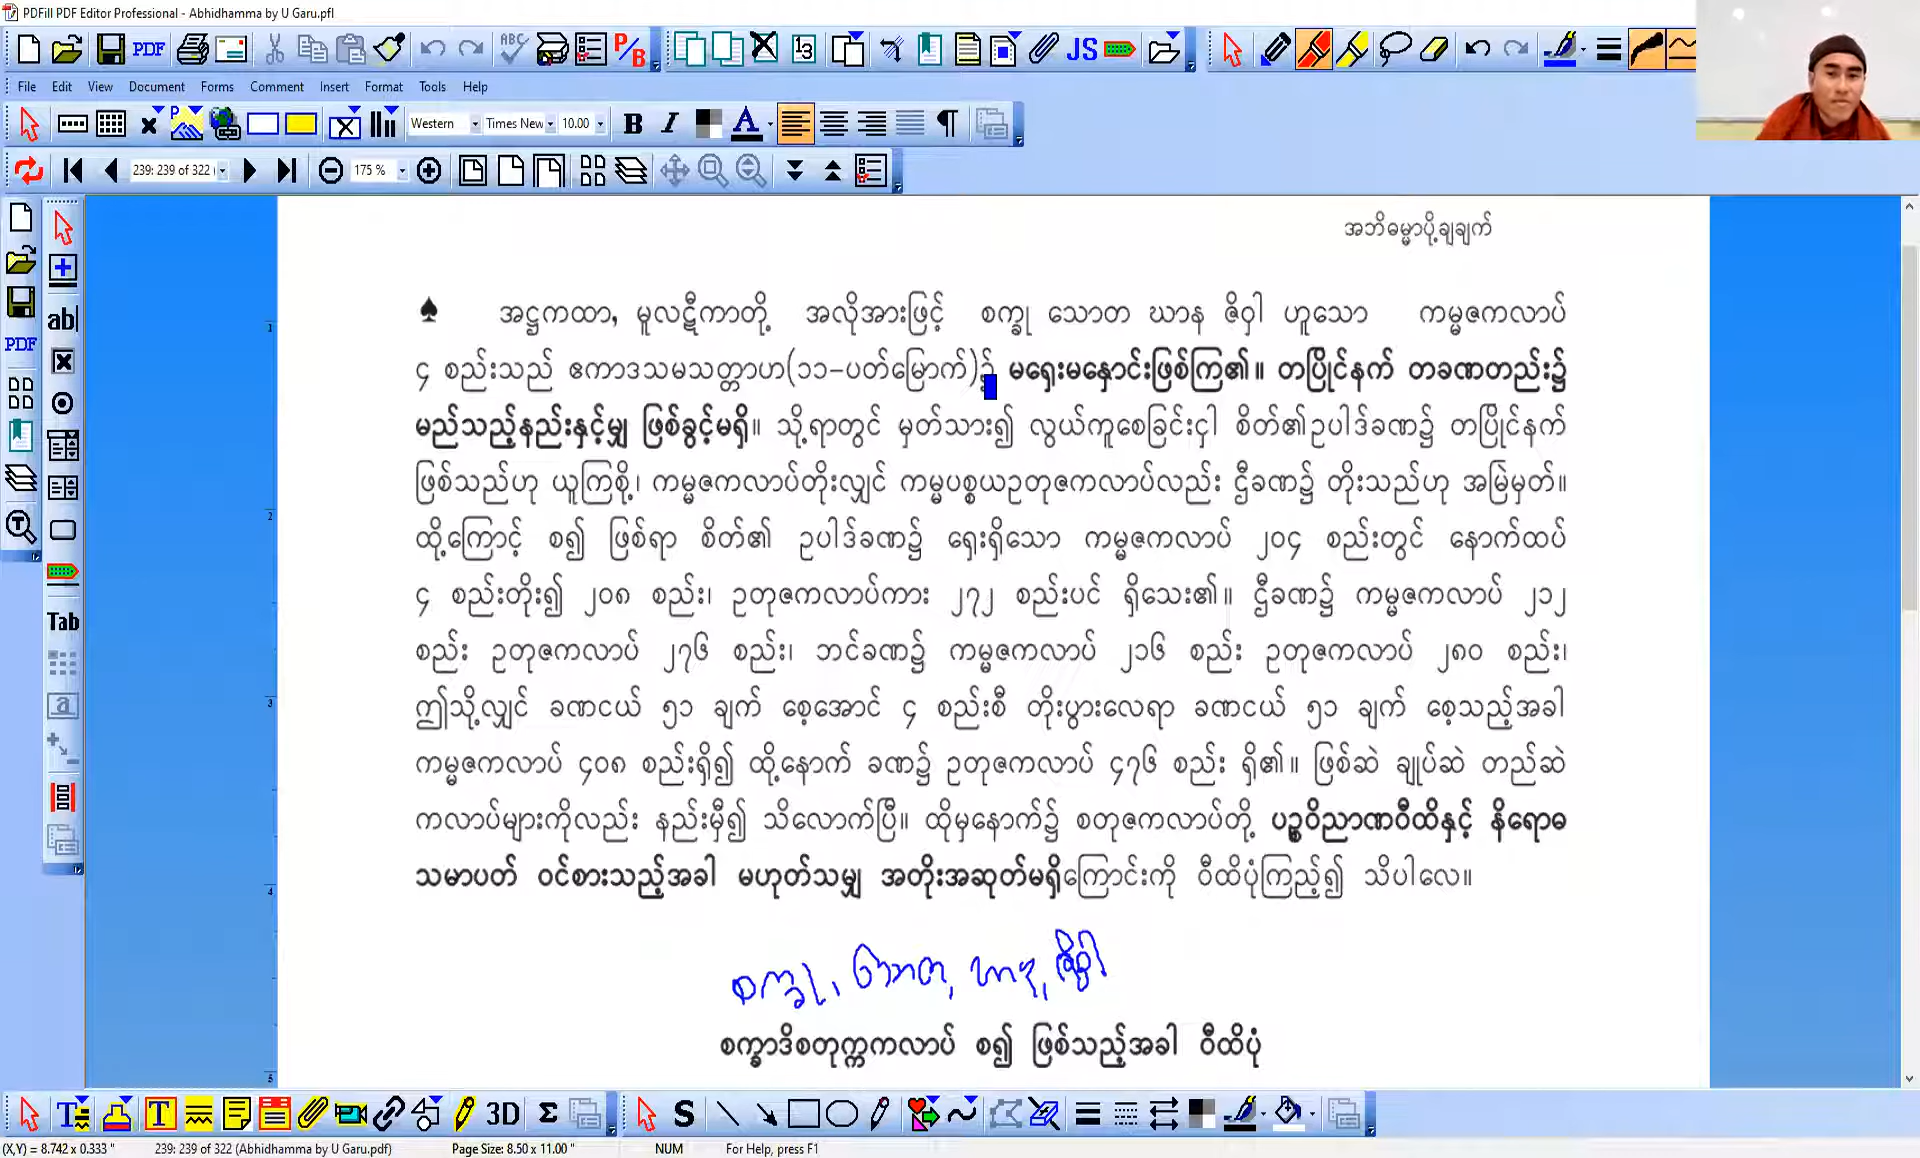 PDFill PDF Editor Professional - Abhidhamma by U Garu.pfl
PDF ABC P/B 13 JS
File Edit View Document Forms Comment Insert Format Tools Help
Western Times New 10.00 B I A ¶
239: 239 of 322 175 %
အဘိဓမ္မာပို့ချချက်
♠ အဋ္ဌကထာ, မူလဋီကာတို့ အလိုအားဖြင့် စက္ခု သောတ ဃာန ဇိဝှါ ဟူသော ကမ္မဇကလာပ်
၄ စည်းသည် ဧကာဒသမသတ္တာဟ(၁၁–ပတ်မြောက်)၌ မရှေးမနှောင်းဖြစ်ကြ၏။ တပြိုင်နက် တခဏတည်း၌
မည်သည့်နည်းနှင့်မျှ ဖြစ်ခွင့်မရှိ။ သို့ရာတွင် မှတ်သား၍ လွယ်ကူစေခြင်းငှါ စိတ်၏ဥပါဒ်ခဏ၌ တပြိုင်နက်
ဖြစ်သည်ဟု ယူကြစို့၊ ကမ္မဇကလာပ်တိုးလျှင် ကမ္မပစ္စယဥတုဇကလာပ်လည်း ဌီခဏ၌ တိုးသည်ဟု အမြဲမှတ်။
ထို့ကြောင့် စ၍ ဖြစ်ရာ စိတ်၏ ဥပါဒ်ခဏ၌ ရှေးရှိသော ကမ္မဇကလာပ် ၂၀၄ စည်းတွင် နောက်ထပ်
၄ စည်းတိုး၍ ၂၀၈ စည်း၊ ဥတုဇကလာပ်ကား ၂၇၂ စည်းပင် ရှိသေး၏။ ဌီခဏ၌ ကမ္မဇကလာပ် ၂၁၂
စည်း ဥတုဇကလာပ် ၂၇၆ စည်း၊ ဘင်ခဏ၌ ကမ္မဇကလာပ် ၂၁၆ စည်း ဥတုဇကလာပ် ၂၈၀ စည်း၊
ဤသို့လျှင် ခဏငယ် ၅၁ ချက် စေ့အောင် ၄ စည်းစီ တိုးပွားလေရာ ခဏငယ် ၅၁ ချက် စေ့သည့်အခါ
ကမ္မဇကလာပ် ၄၀၈ စည်းရှိ၍ ထို့နောက် ခဏ၌ ဥတုဇကလာပ် ၄၇၆ စည်း ရှိ၏။ ဖြစ်ဆဲ ချုပ်ဆဲ တည်ဆဲ
ကလာပ်များကိုလည်း နည်းမှီ၍ သိလောက်ပြီ။ ထိုမှနောက်၌ စတုဇကလာပ်တို့ ပဉ္စဝိညာဏဝီထိနှင့် နိရောဓ
သမာပတ် ဝင်စားသည့်အခါ မဟုတ်သမျှ အတိုးအဆုတ်မရှိကြောင်းကို ဝီထိပုံကြည့်၍ သိပါလေ။
စက္ခု, သောတ, ဃာန, ဇိဝှါ
စက္ခာဒိစတုက္ကကလာပ် စ၍ ဖြစ်သည့်အခါ ဝီထိပုံ
ab|
PDF
Tab
a
1
2
3
4
5
T T 3D Σ S
(X,Y) = 8.742 x 0.333 " 239: 239 of 322 (Abhidhamma by U Garu.pdf) Page Size: 8.50 x 11.00 " NUM For Help, press F1